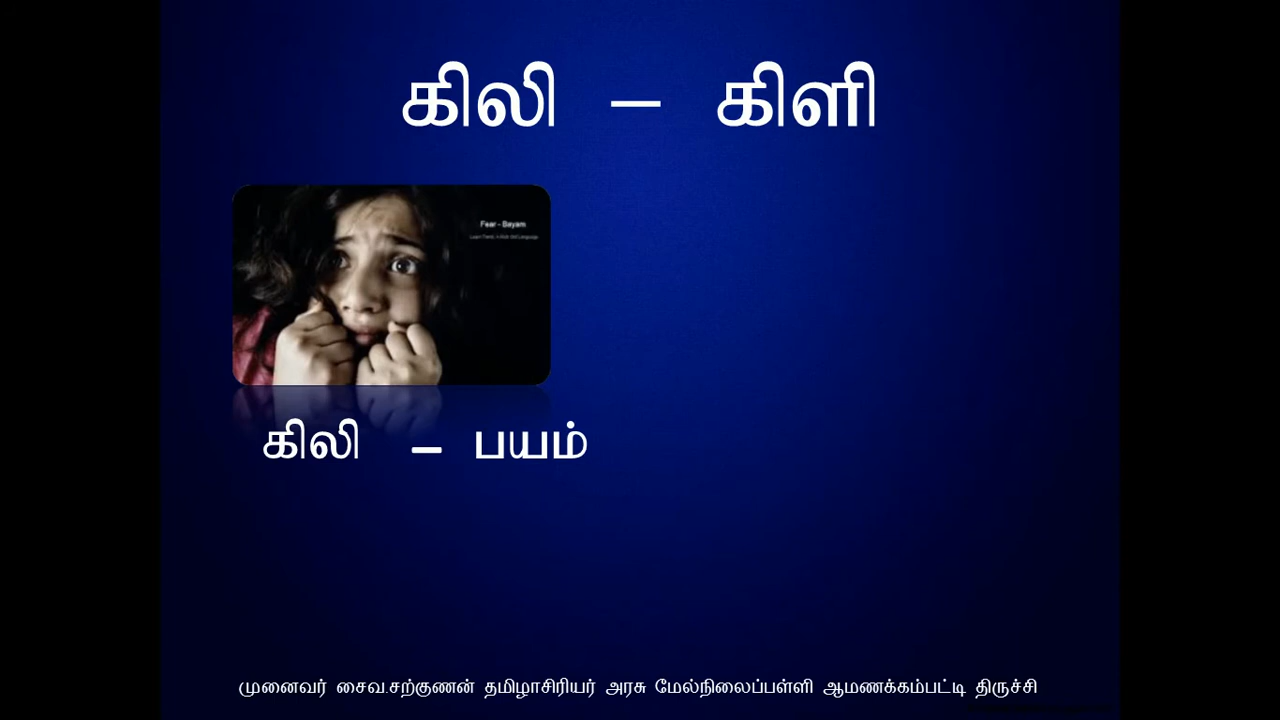 கிலி – கிளி
Fear - Bayam
கிலி – பயம்
முனைவர் சைவ.சற்குணன் தமிழாசிரியர் அரசு மேல்நிலைப்பள்ளி ஆமணக்கம்பட்டி திருச்சி